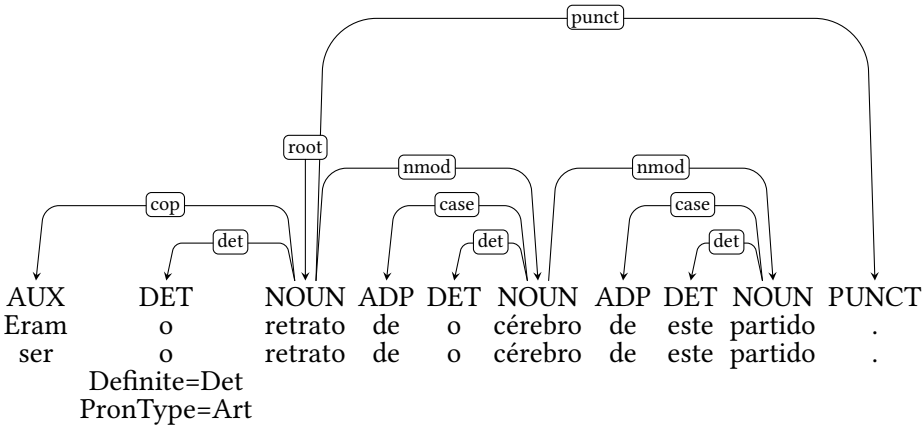 punct
root
nmod nmod
cop case case
det det det
AUX DET NOUN ADP DET NOUN ADP DET NOUN PUNCT
Eram o retrato de o cérebro de este partido .
ser o retrato de o cérebro de este partido .
Definite=Det
PronType=Art